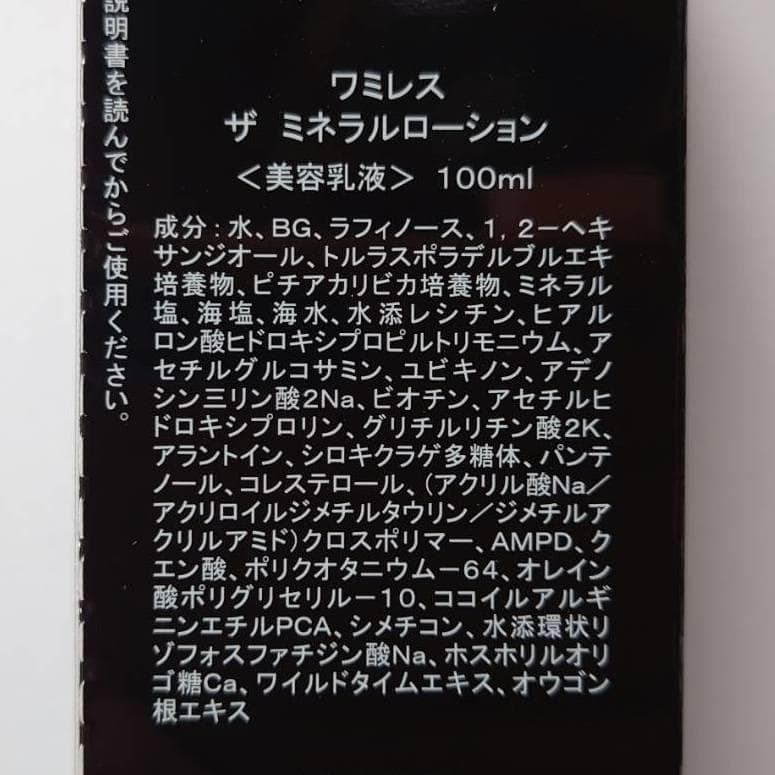 説明書を読んでからご使用ください。
ワミレス
ザ ミネラルローション
＜美容乳液＞ 100ml
成分：水、BG、ラフィノース、1，2－ヘキ
サンジオール、トルラスポラデルブルエキ
培養物、ピチアカリビカ培養物、ミネラル
塩、海塩、海水、水添レシチン、ヒアル
ロン酸ヒドロキシプロピルトリモニウム、ア
セチルグルコサミン、ユビキノン、アデノ
シン三リン酸2Na、ビオチン、アセチルヒ
ドロキシプロリン、グリチルリチン酸2K、
アラントイン、シロキクラゲ多糖体、パンテ
ノール、コレステロール、（アクリル酸Na／
アクリロイルジメチルタウリン／ジメチルア
クリルアミド）クロスポリマー、AMPD、ク
エン酸、ポリクオタニウム－64、オレイン
酸ポリグリセリル－10、ココイルアルギ
ニンエチルPCA、シメチコン、水添環状リ
ゾフォスファチジン酸Na、ホスホリルオリ
ゴ糖Ca、ワイルドタイムエキス、オウゴン
根エキス